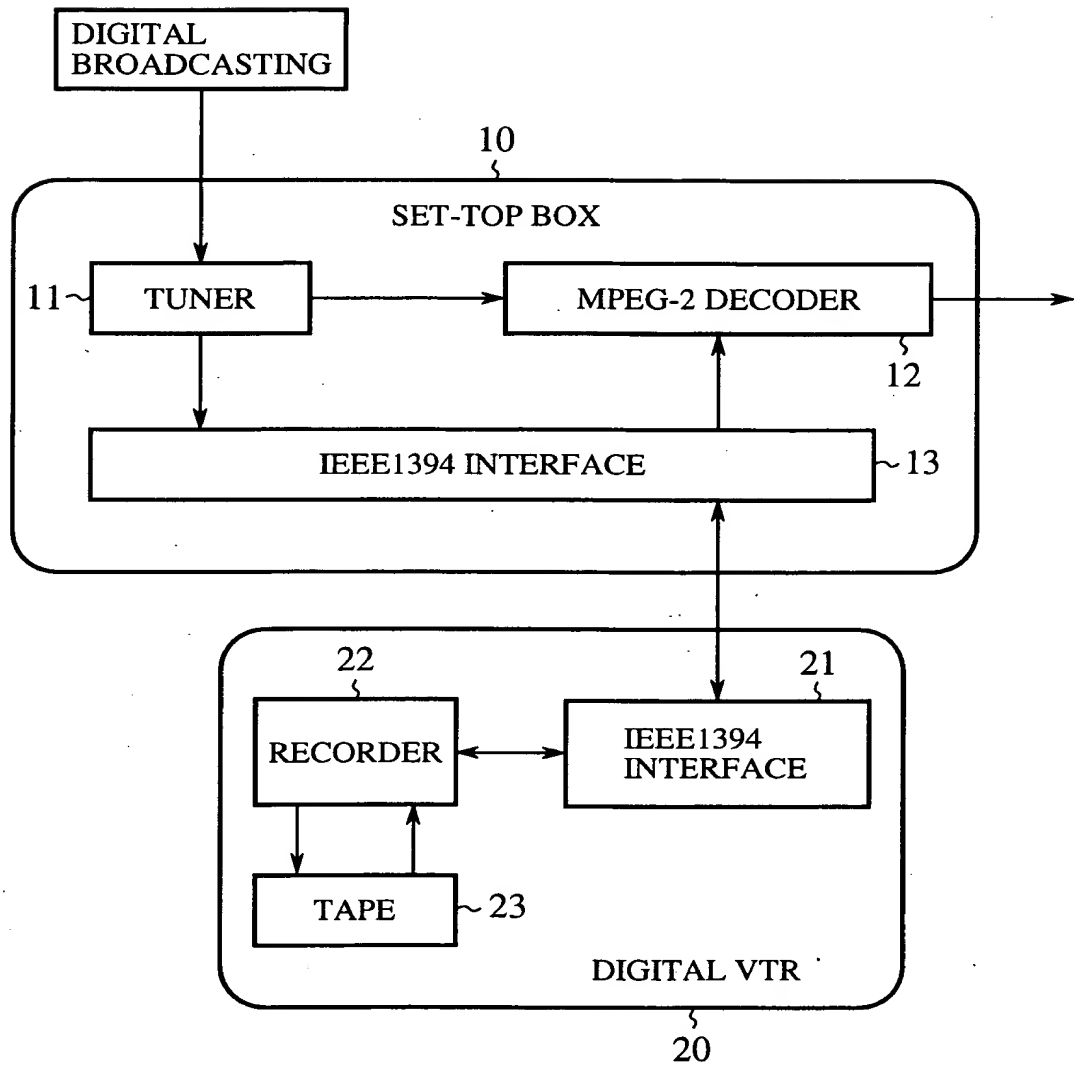 DIGITAL
BROADCASTING
10
SET-TOP BOX
11
TUNER
MPEG-2 DECODER
12
IEEE1394 INTERFACE
13
22
21
RECORDER
IEEE1394
INTERFACE
TAPE
23
DIGITAL VTR
20